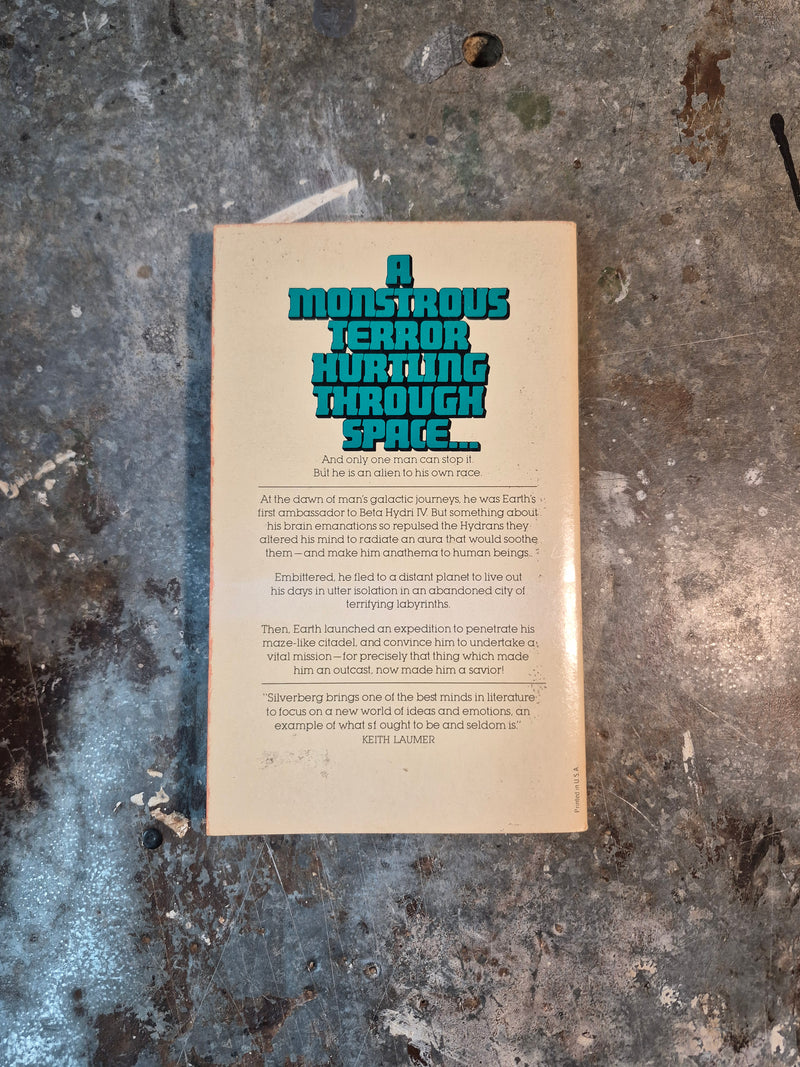 A
MONSTROUS
TERROR
HURTLING
THROUGH
SPACE...
And only one man can stop it.
But he is an alien to his own race.
At the dawn of man's galactic journeys, he was Earth's
first ambassador to Beta Hydri IV. But something about
his brain emanations so repulsed the Hydrans they
altered his mind to radiate an aura that would soothe
them—and make him anathema to human beings.
Embittered, he fled to a distant planet to live out
his days in utter isolation in an abandoned city of
terrifying labyrinths.
Then, Earth launched an expedition to penetrate his
maze-like citadel, and convince him to undertake a
vital mission—for precisely that thing which made
him an outcast, now made him a savior!
"Silverberg brings one of the best minds in literature
to focus on a new world of ideas and emotions, an
example of what sf ought to be and seldom is."
KEITH LAUMER
Printed in U.S.A.